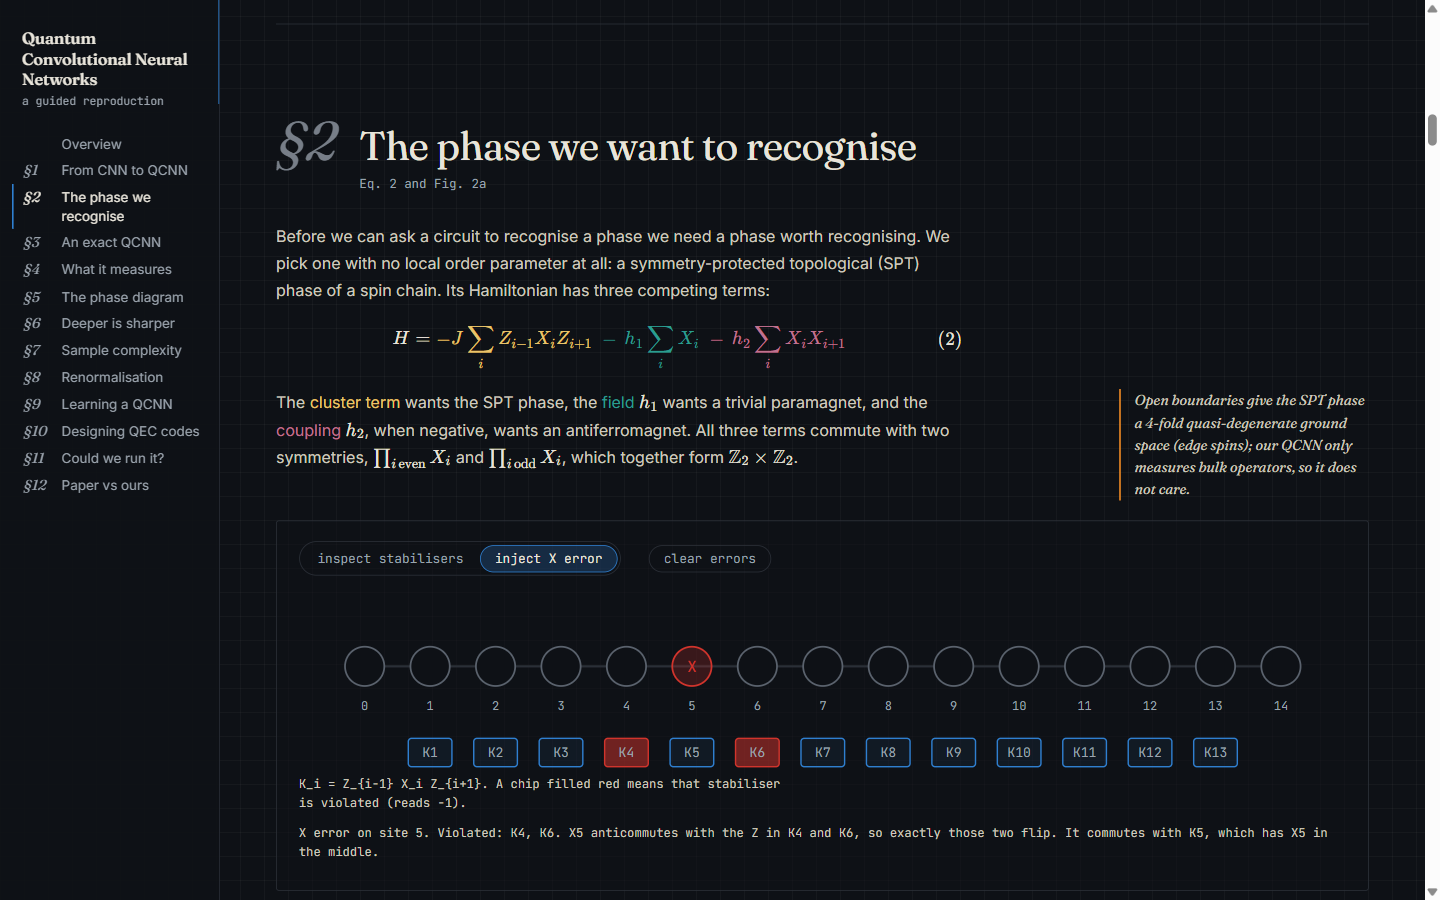 Quantum
Convolutional Neural
Networks
a guided reproduction
Overview
§1 From CNN to QCNN
§2 The phase we
recognise
§3 An exact QCNN
§4 What it measures
§5 The phase diagram
§6 Deeper is sharper
§7 Sample complexity
§8 Renormalisation
§9 Learning a QCNN
§10 Designing QEC codes
§11 Could we run it?
§12 Paper vs ours
§2 The phase we want to recognise
Eq. 2 and Fig. 2a
Before we can ask a circuit to recognise a phase we need a phase worth recognising. We
pick one with no local order parameter at all: a symmetry-protected topological (SPT)
phase of a spin chain. Its Hamiltonian has three competing terms:
H = −J ∑_i Z_{i−1}X_iZ_{i+1} − h_1 ∑_i X_i − h_2 ∑_i X_iX_{i+1} (2)
The cluster term wants the SPT phase, the field h_1 wants a trivial paramagnet, and the
coupling h_2, when negative, wants an antiferromagnet. All three terms commute with two
symmetries, ∏_{i even} X_i and ∏_{i odd} X_i, which together form ℤ_2 × ℤ_2.
Open boundaries give the SPT phase
a 4-fold quasi-degenerate ground
space (edge spins); our QCNN only
measures bulk operators, so it does
not care.
inspect stabilisers inject X error clear errors
X
0 1 2 3 4 5 6 7 8 9 10 11 12 13 14
K1 K2 K3 K4 K5 K6 K7 K8 K9 K10 K11 K12 K13
K_i = Z_{i-1} X_i Z_{i+1}. A chip filled red means that stabiliser
is violated (reads -1).
X error on site 5. Violated: K4, K6. X5 anticommutes with the Z in K4 and K6, so exactly those two flip. It commutes with K5, which has X5 in
the middle.